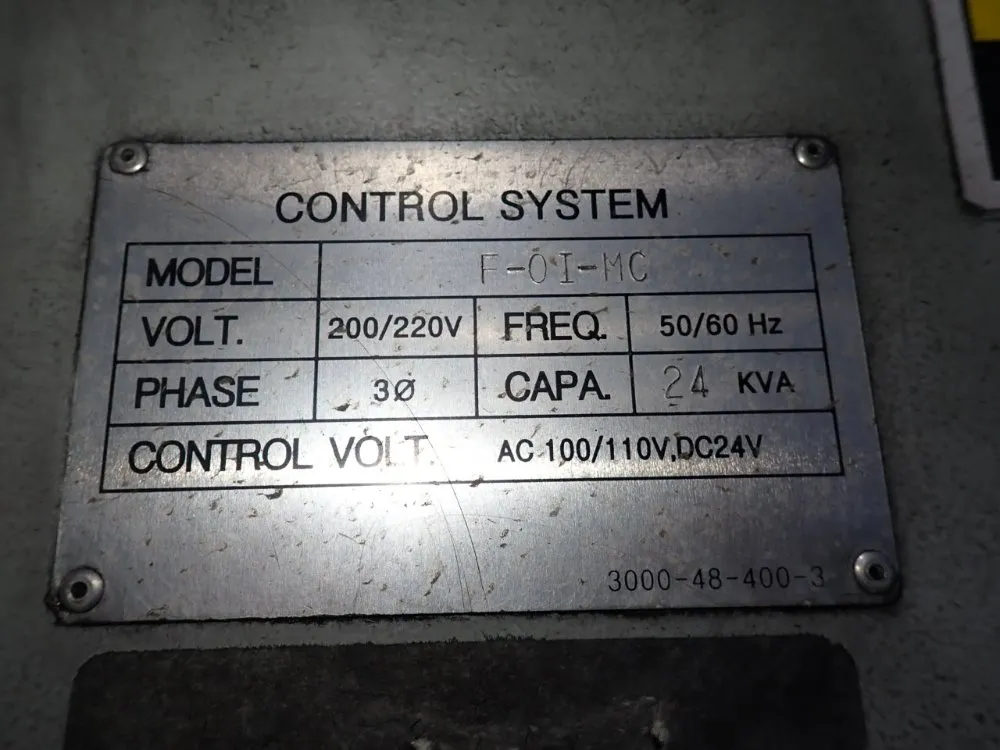 CONTROL SYSTEM
MODEL F-0I-MC
VOLT. 200/220V FREQ. 50/60 Hz
PHASE 3Ø CAPA. 24 KVA
CONTROL VOLT. AC 100/110V,DC24V
3000-48-400-3